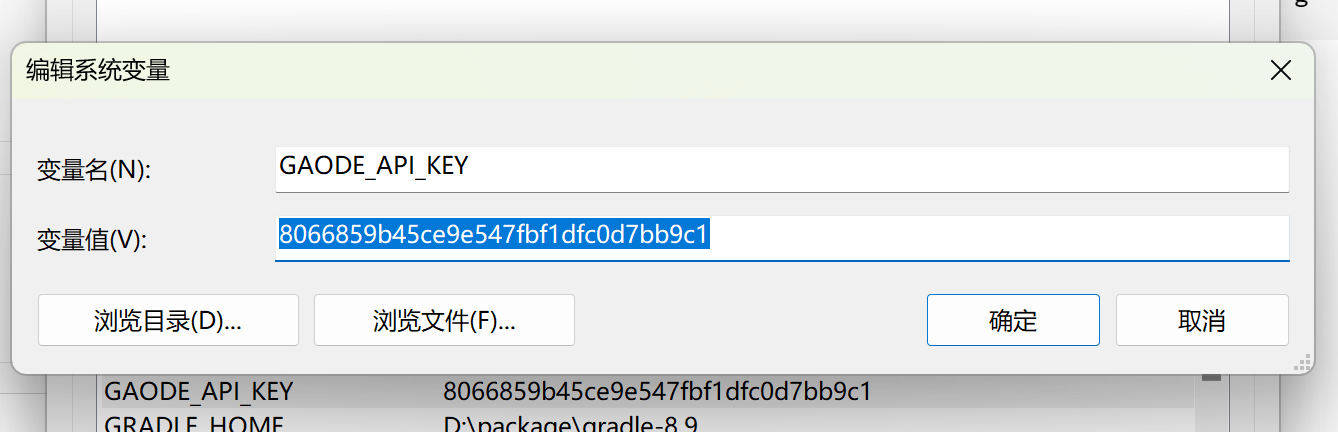 编辑系统变量
变量名(N):
GAODE_API_KEY
变量值(V):
8066859b45ce9e547fbf1dfc0d7bb9c1
浏览目录(D)...
浏览文件(F)...
确定
取消
GAODE_API_KEY 8066859b45ce9e547fbf1dfc0d7bb9c1
GRADLE_HOME D:\package\gradle-8.9